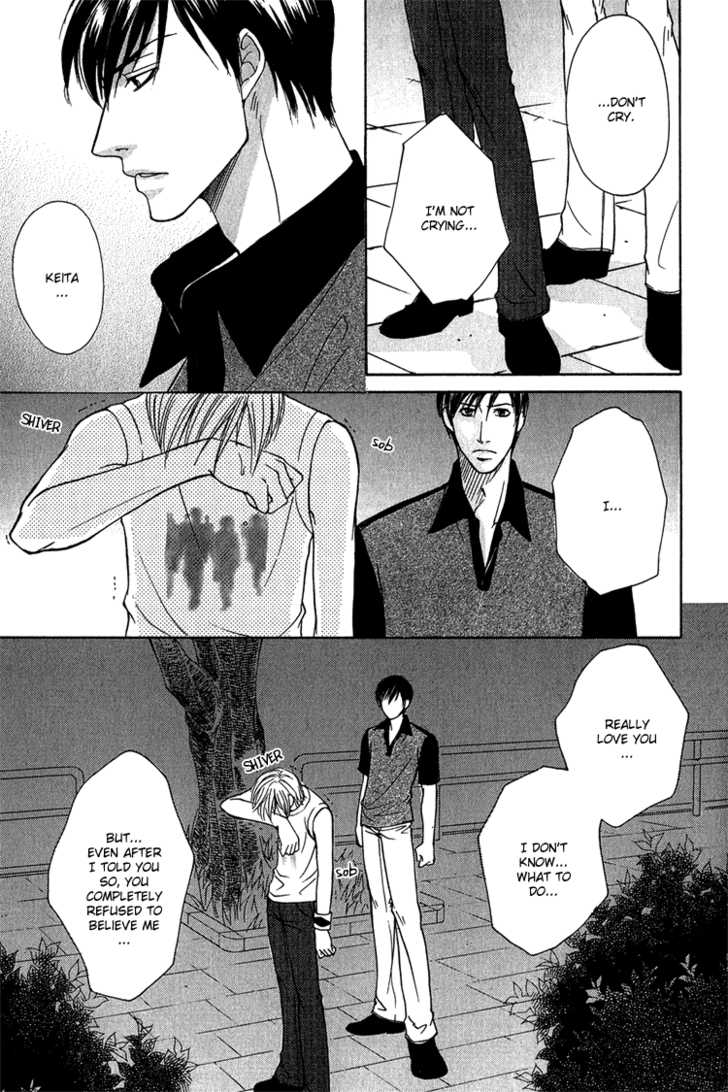 ...DON'T
CRY.
I'M NOT
CRYING...
KEITA
...
I...
sob
SHIVER
REALLY
LOVE YOU
...
I DON'T
KNOW...
WHAT TO
DO...
SHIVER
sob
BUT...
EVEN AFTER
I TOLD YOU
SO, YOU
COMPLETELY
REFUSED TO
BELIEVE ME
...